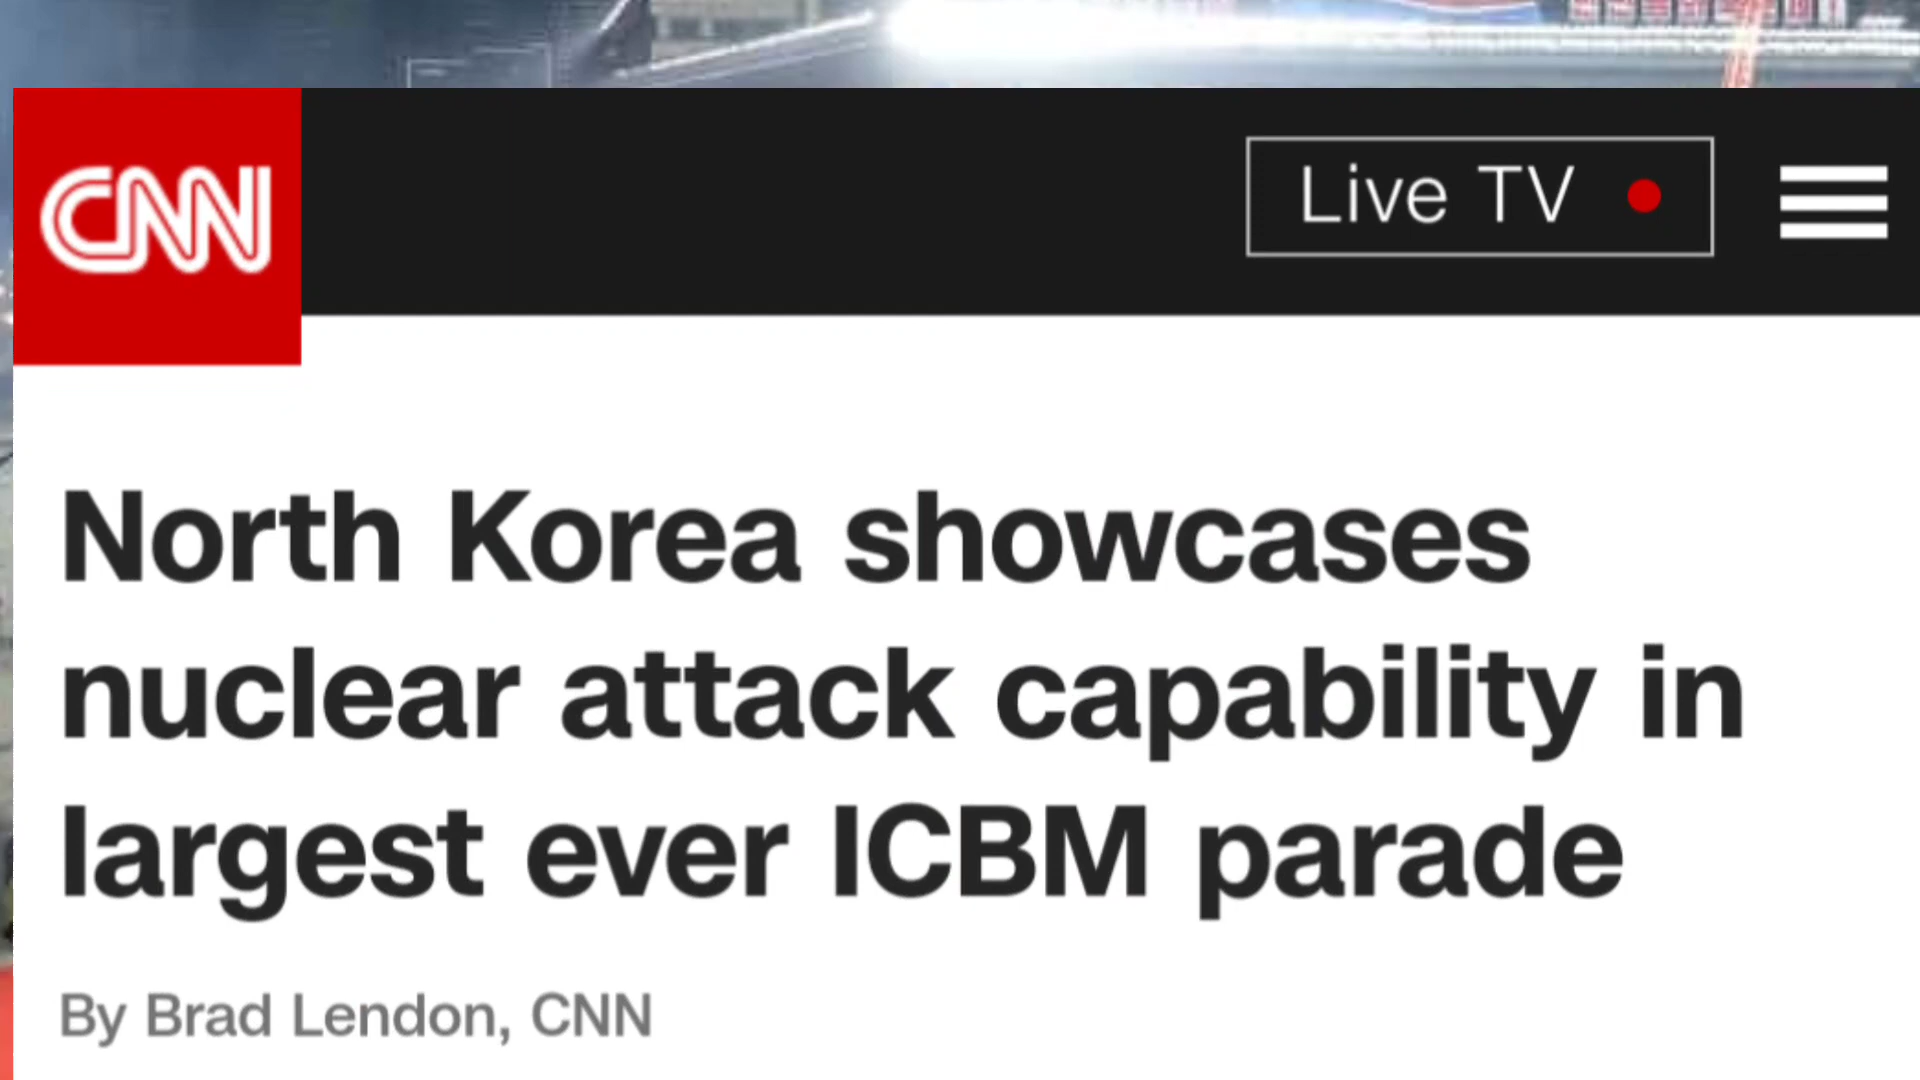 CNN
Live TV
North Korea showcases
nuclear attack capability in
largest ever ICBM parade
By Brad Lendon, CNN